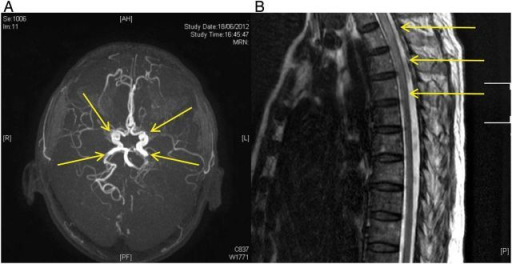 A
Se:1006
Im:11
[AH]
Study Date:18/06/2012
Study Time:16:45:47
MRN:
[R]
[L]
[PF]
C837
W1771
B
[P]